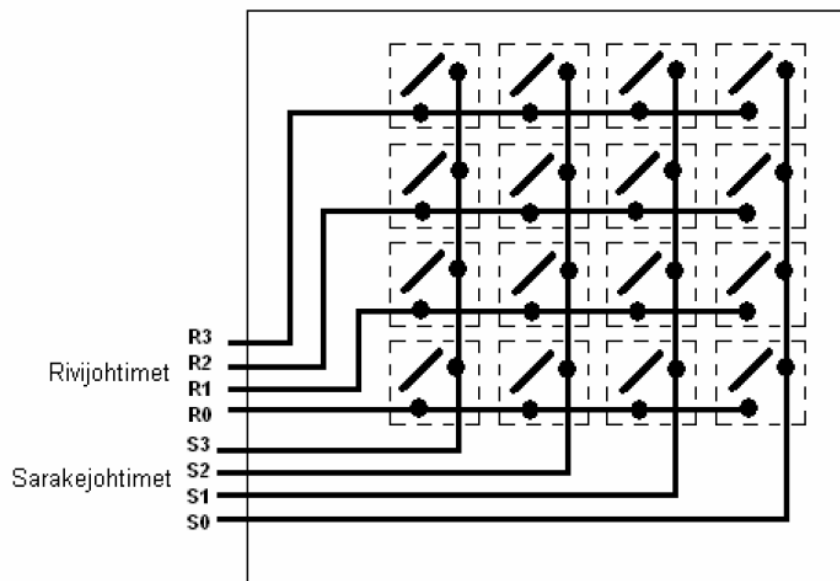 R3
R2
Rivijohtimet
R1
R0
S3
S2
Sarakejohtimet
S1
S0